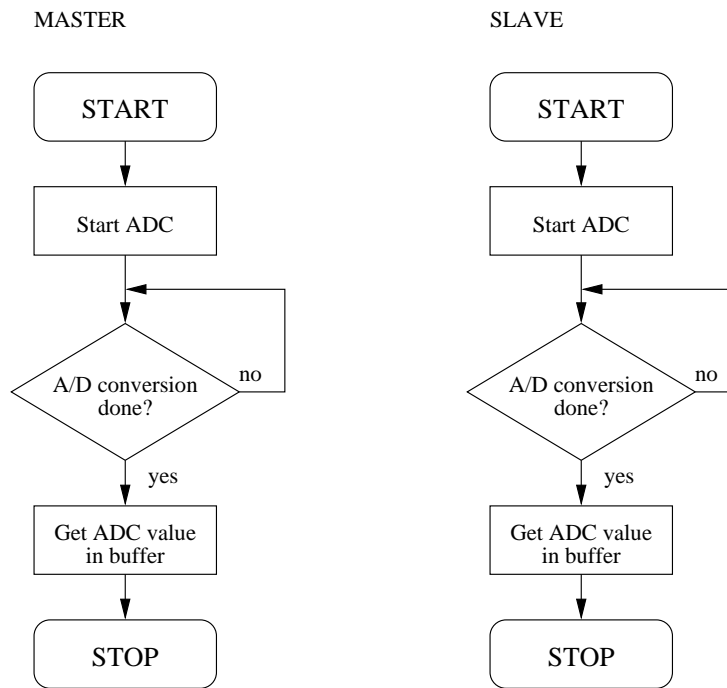 MASTER
START
Start ADC
A/D conversion
done?
no
yes
Get ADC value
in buffer
STOP
SLAVE
START
Start ADC
A/D conversion
done?
no
yes
Get ADC value
in buffer
STOP